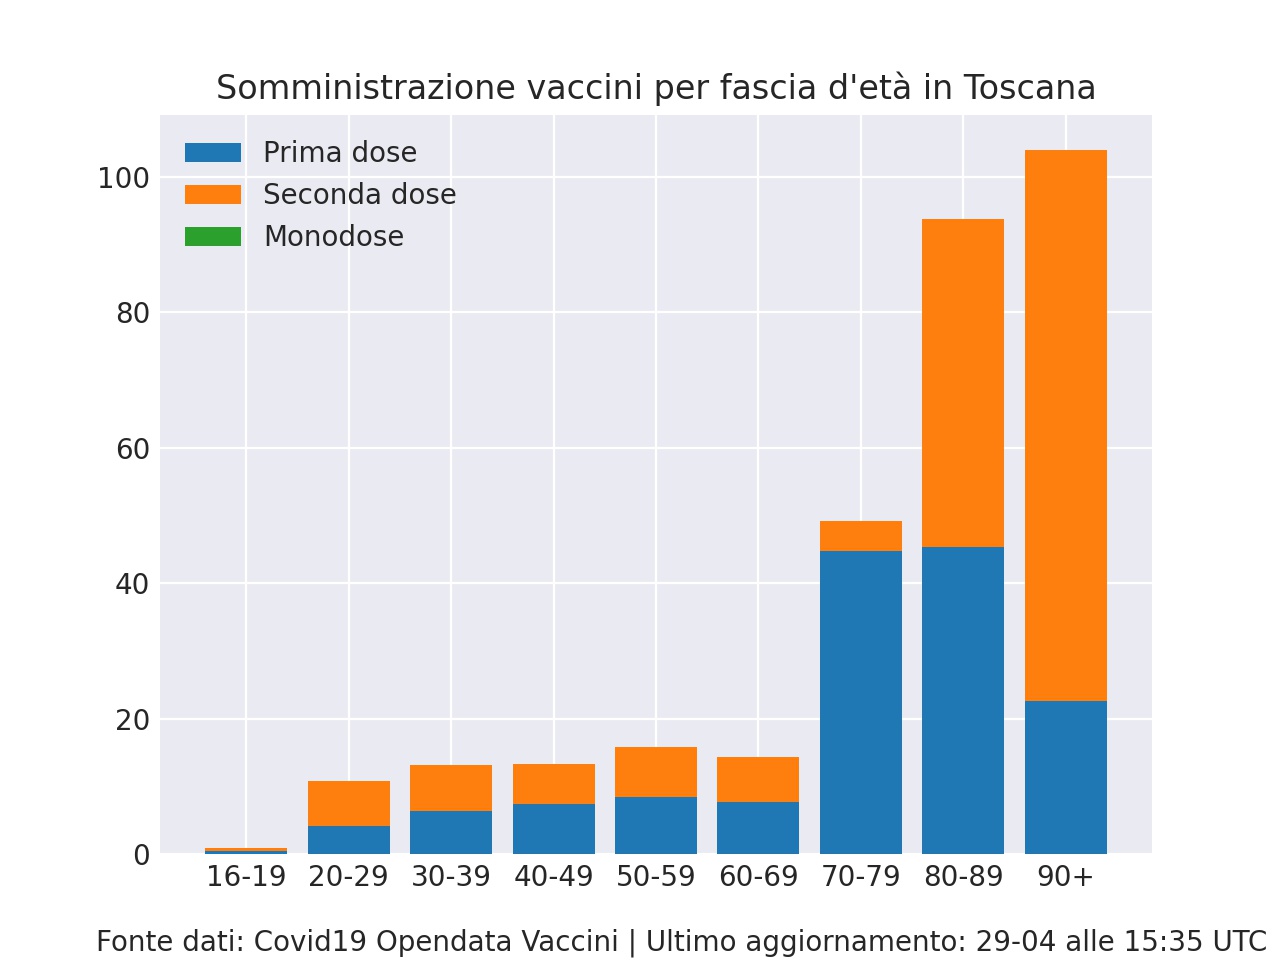 Somministrazione vaccini per fascia d'età in Toscana
Prima dose
Seconda dose
Monodose
100
80
60
40
20
0
16-19 20-29 30-39 40-49 50-59 60-69 70-79 80-89 90+
Fonte dati: Covid19 Opendata Vaccini | Ultimo aggiornamento: 29-04 alle 15:35 UTC